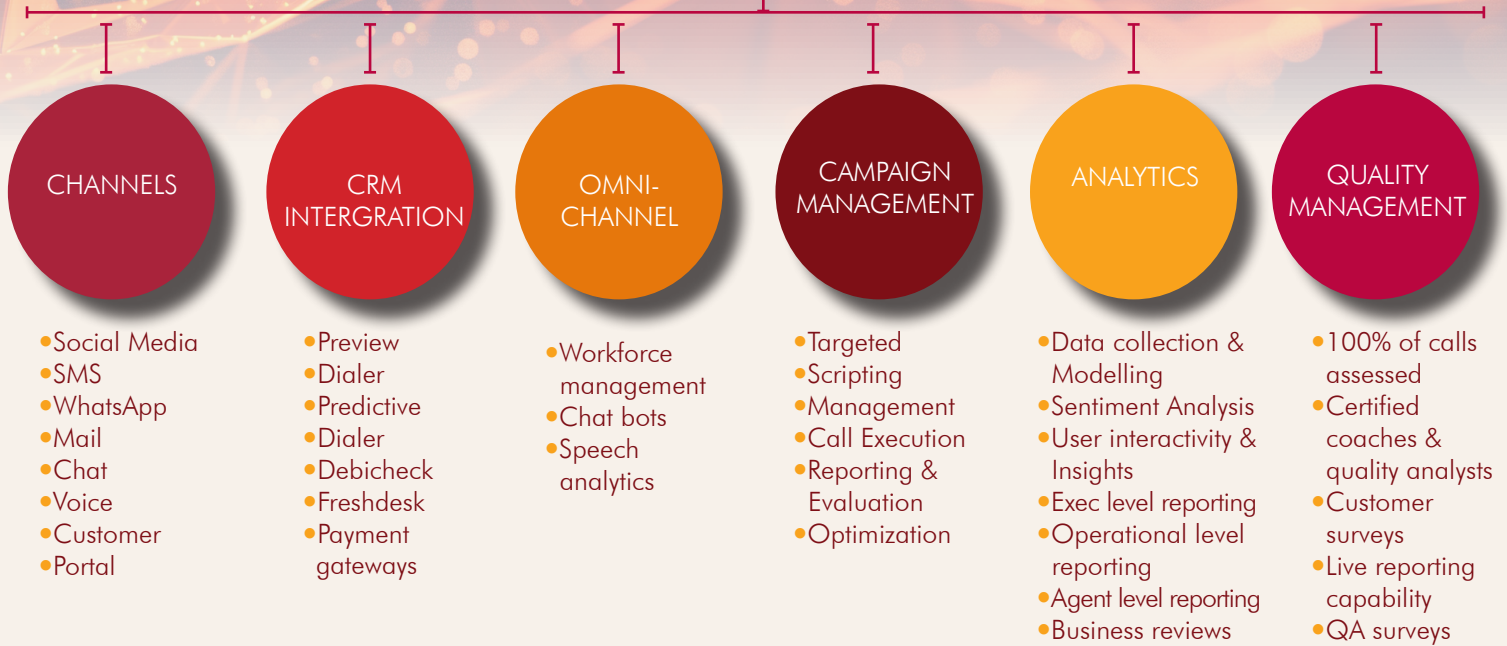 CHANNELS
•Social Media
•SMS
•WhatsApp
•Mail
•Chat
•Voice
•Customer
•Portal
CRM
INTERGRATION
•Preview
•Dialer
•Predictive
•Dialer
•Debicheck
•Freshdesk
•Payment
gateways
OMNI-
CHANNEL
•Workforce
management
•Chat bots
•Speech
analytics
CAMPAIGN
MANAGEMENT
•Targeted
•Scripting
•Management
•Call Execution
•Reporting &
Evaluation
•Optimization
ANALYTICS
•Data collection &
Modelling
•Sentiment Analysis
•User interactivity &
Insights
•Exec level reporting
•Operational level
reporting
•Agent level reporting
•Business reviews
QUALITY
MANAGEMENT
•100% of calls
assessed
•Certified
coaches &
quality analysts
•Customer
surveys
•Live reporting
capability
•QA surveys